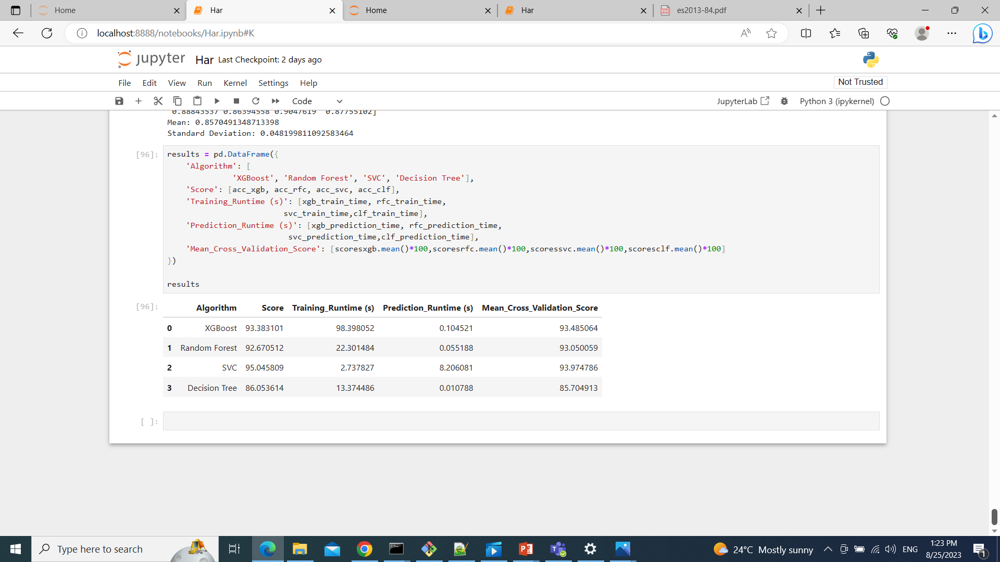 Home
Har
Home
Har
es2013-84.pdf
localhost:8888/notebooks/Har.ipynb#K
jupyter Har Last Checkpoint: 2 days ago
File Edit View Run Kernel Settings Help
Not Trusted
Code
JupyterLab Python 3 (ipykernel)
0.88843537 0.86394558 0.9047619  0.87755102]
Mean: 0.8570491348713398
Standard Deviation: 0.048199811092583464
[96]:
results = pd.DataFrame({
    'Algorithm': [
              'XGBoost', 'Random Forest', 'SVC', 'Decision Tree'],
    'Score': [acc_xgb, acc_rfc, acc_svc, acc_clf],
    'Training_Runtime (s)': [xgb_train_time, rfc_train_time,
                         svc_train_time,clf_train_time],
    'Prediction_Runtime (s)': [xgb_prediction_time, rfc_prediction_time,
                          svc_prediction_time,clf_prediction_time],
    'Mean_Cross_Validation_Score': [scoresxgb.mean()*100,scoresrfc.mean()*100,scoressvc.mean()*100,scoresclf.mean()*100]
})
results
[96]:
Algorithm Score Training_Runtime (s) Prediction_Runtime (s) Mean_Cross_Validation_Score
0 XGBoost 93.383101 98.398052 0.104521 93.485064
1 Random Forest 92.670512 22.301484 0.055188 93.050059
2 SVC 95.045809 2.737827 8.206081 93.974786
3 Decision Tree 86.053614 13.374486 0.010788 85.704913
[ ]:
Type here to search
24°C Mostly sunny
ENG
1:23 PM
8/25/2023
1